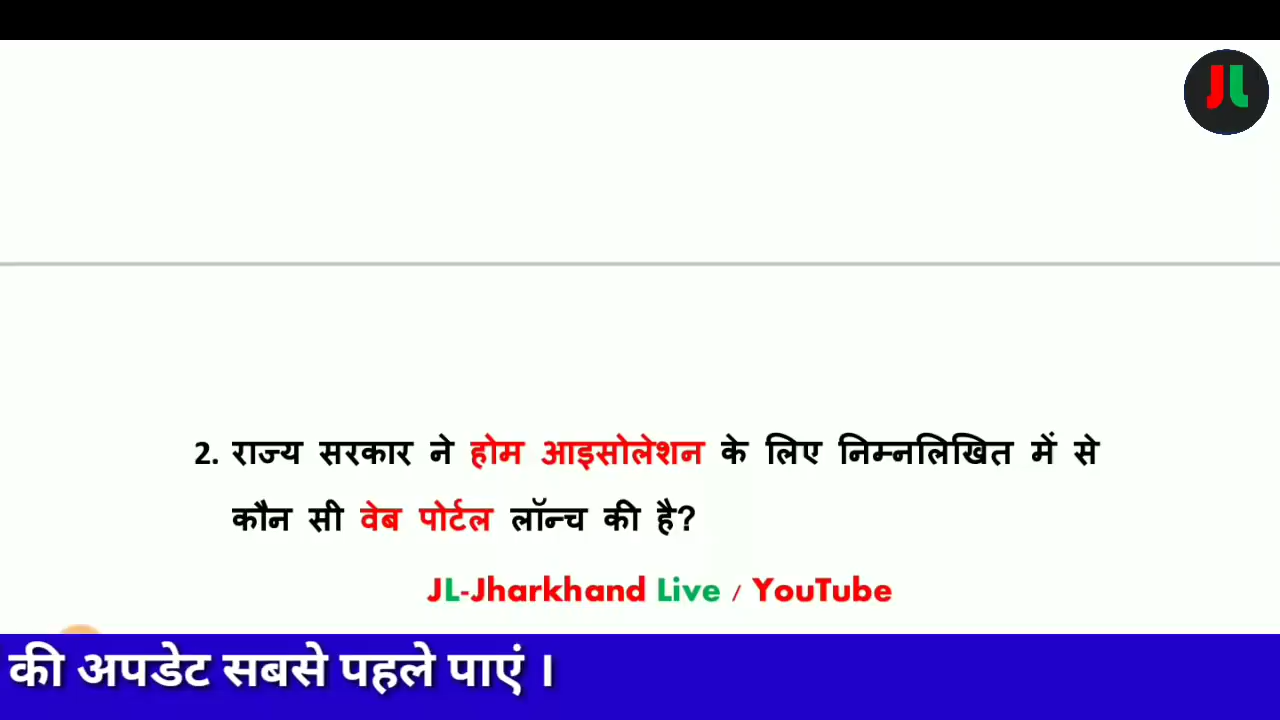 JL
2. राज्य सरकार ने होम आइसोलेशन के लिए निम्नलिखित में से
कौन सी वेब पोर्टल लॉन्च की है?
JL-Jharkhand Live / YouTube
की अपडेट सबसे पहले पाएं ।